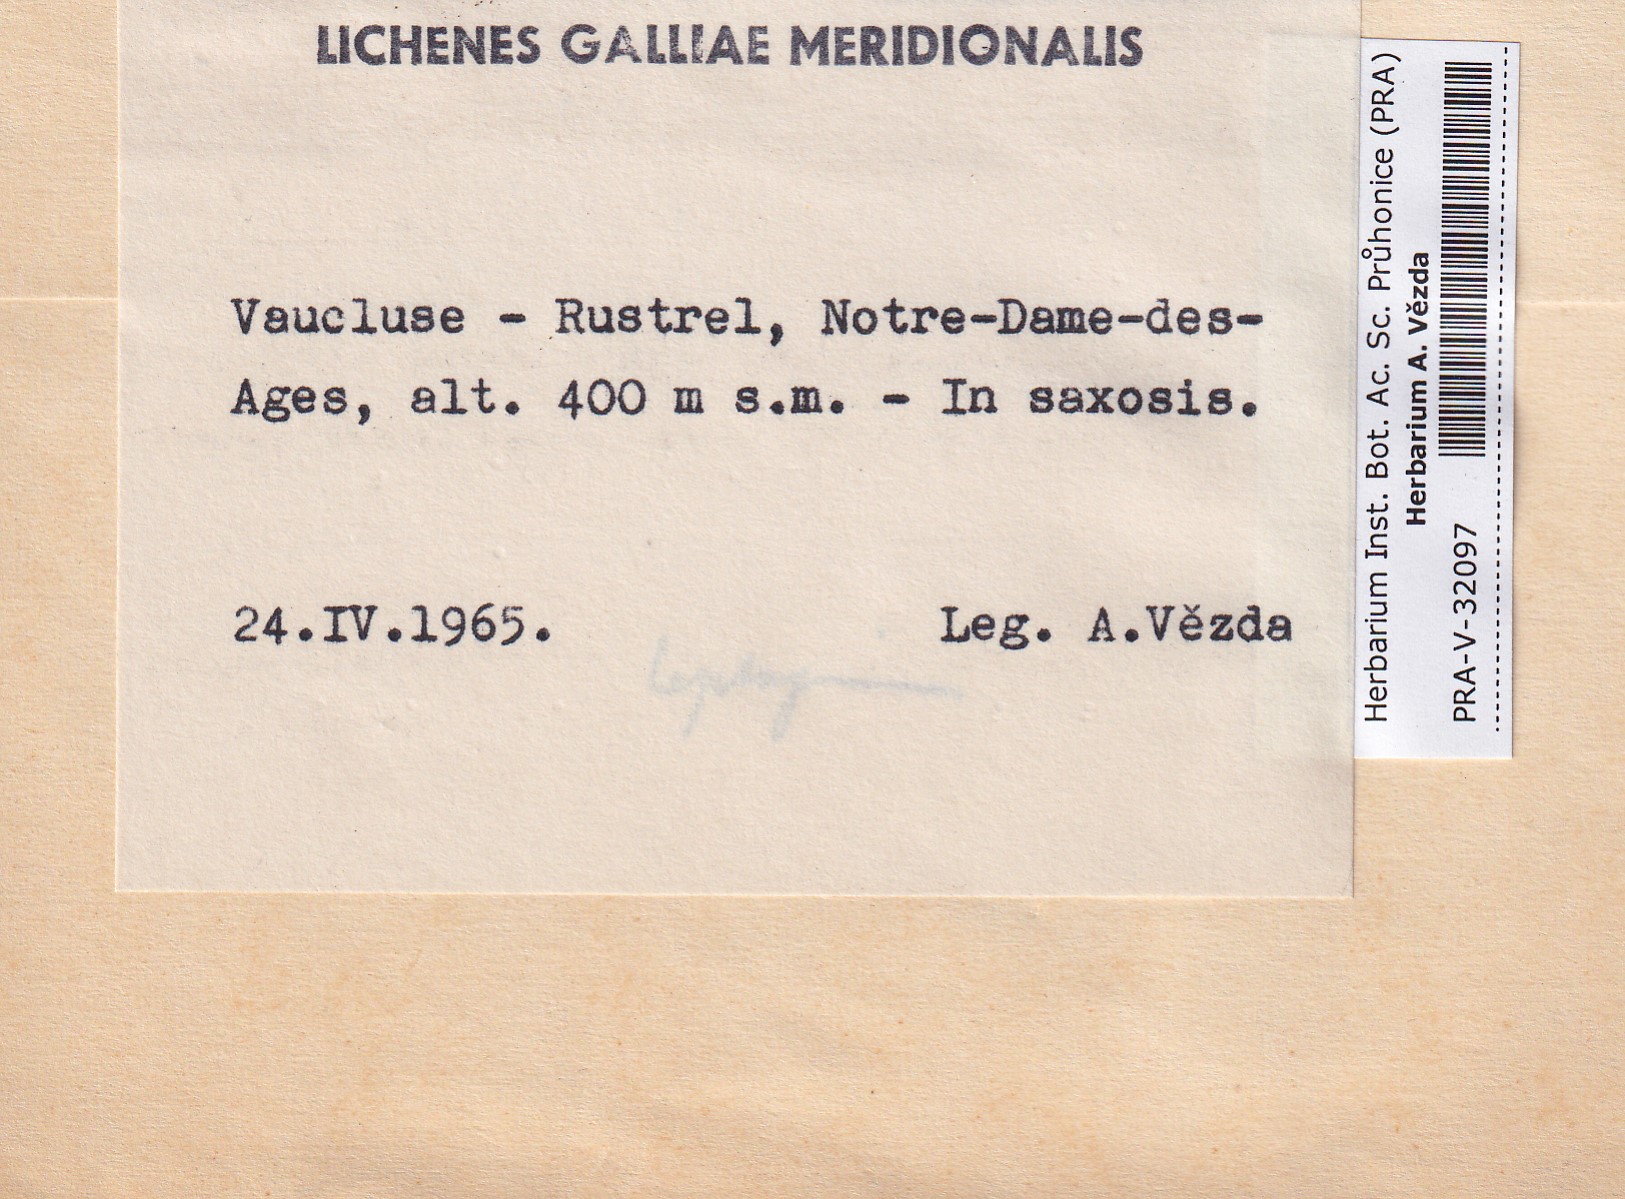 LICHENES GALLIAE MERIDIONALIS
Vaucluse - Rustrel, Notre-Dame-des-
Ages, alt. 400 m s.m. - In saxosis.
24.IV.1965. Leg. A.Vězda
Herbarium Inst. Bot. Ac. Sc. Průhonice (PRA)
Herbarium A. Vězda
PRA-V-32097